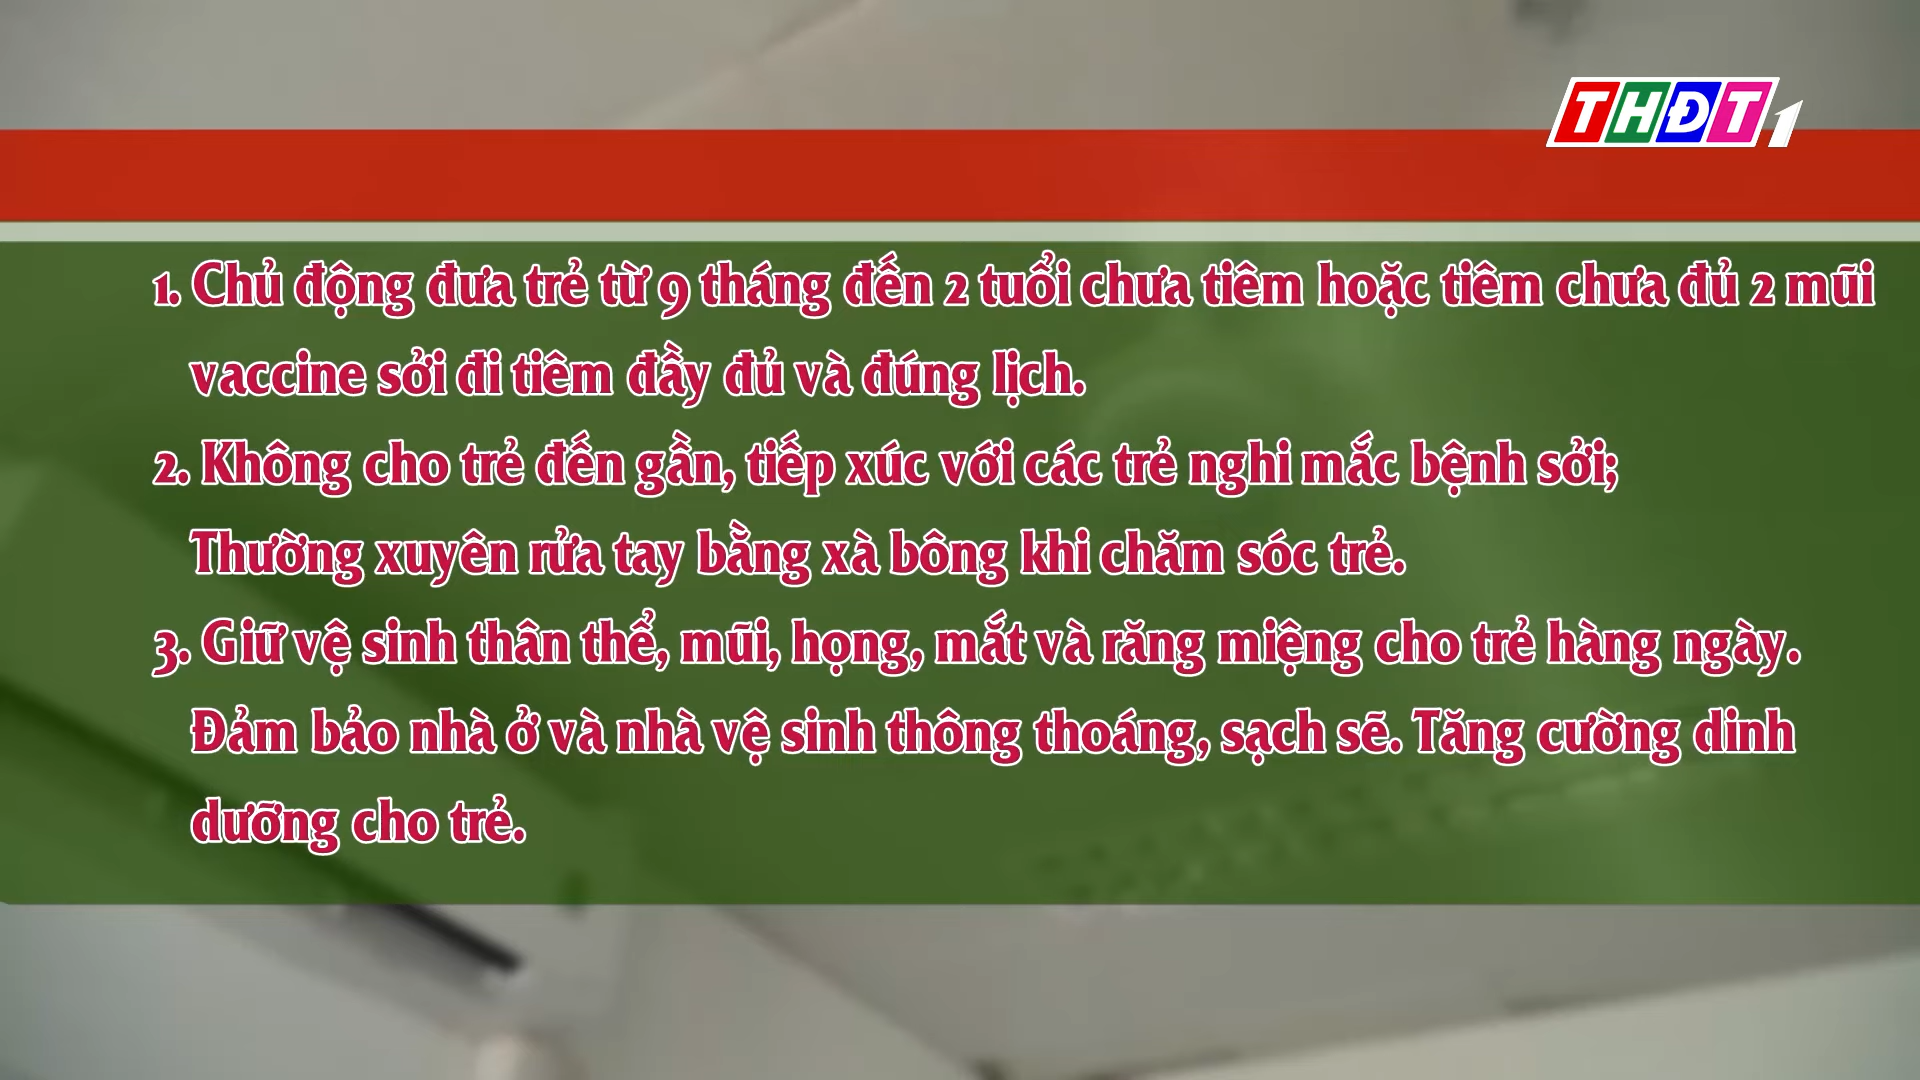 THĐT1
1. Chủ động đưa trẻ từ 9 tháng đến 2 tuổi chưa tiêm hoặc tiêm chưa đủ 2 mũi
vaccine sởi đi tiêm đầy đủ và đúng lịch.
2. Không cho trẻ đến gần, tiếp xúc với các trẻ nghi mắc bệnh sởi;
Thường xuyên rửa tay bằng xà bông khi chăm sóc trẻ.
3. Giữ vệ sinh thân thể, mũi, họng, mắt và răng miệng cho trẻ hàng ngày.
Đảm bảo nhà ở và nhà vệ sinh thông thoáng, sạch sẽ. Tăng cường dinh
dưỡng cho trẻ.